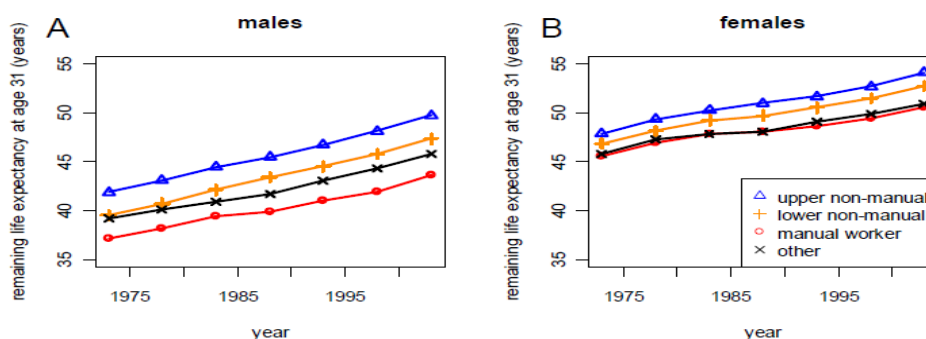 A
males
remaining life expectancy at age 31 (years)
55
50
45
40
35
1975
1985
1995
year
B
females
remaining life expectancy at age 31 (years)
55
50
45
40
35
upper non-manual
lower non-manual
manual worker
other
1975
1985
1995
year